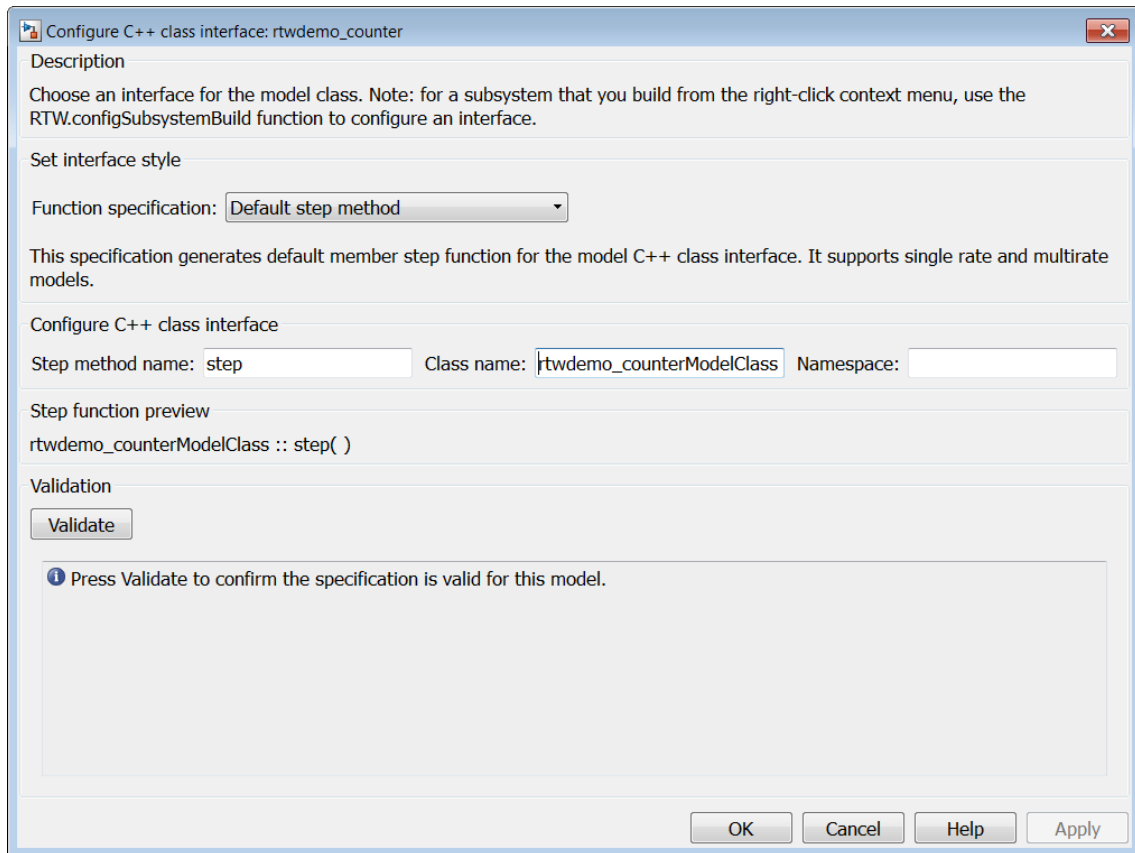 Configure C++ class interface: rtwdemo_counter
Description
Choose an interface for the model class. Note: for a subsystem that you build from the right-click context menu, use the
RTW.configSubsystemBuild function to configure an interface.
Set interface style
Function specification: Default step method
This specification generates default member step function for the model C++ class interface. It supports single rate and multirate
models.
Configure C++ class interface
Step method name: step Class name: rtwdemo_counterModelClass Namespace:
Step function preview
rtwdemo_counterModelClass :: step( )
Validation
Validate
Press Validate to confirm the specification is valid for this model.
OK Cancel Help Apply